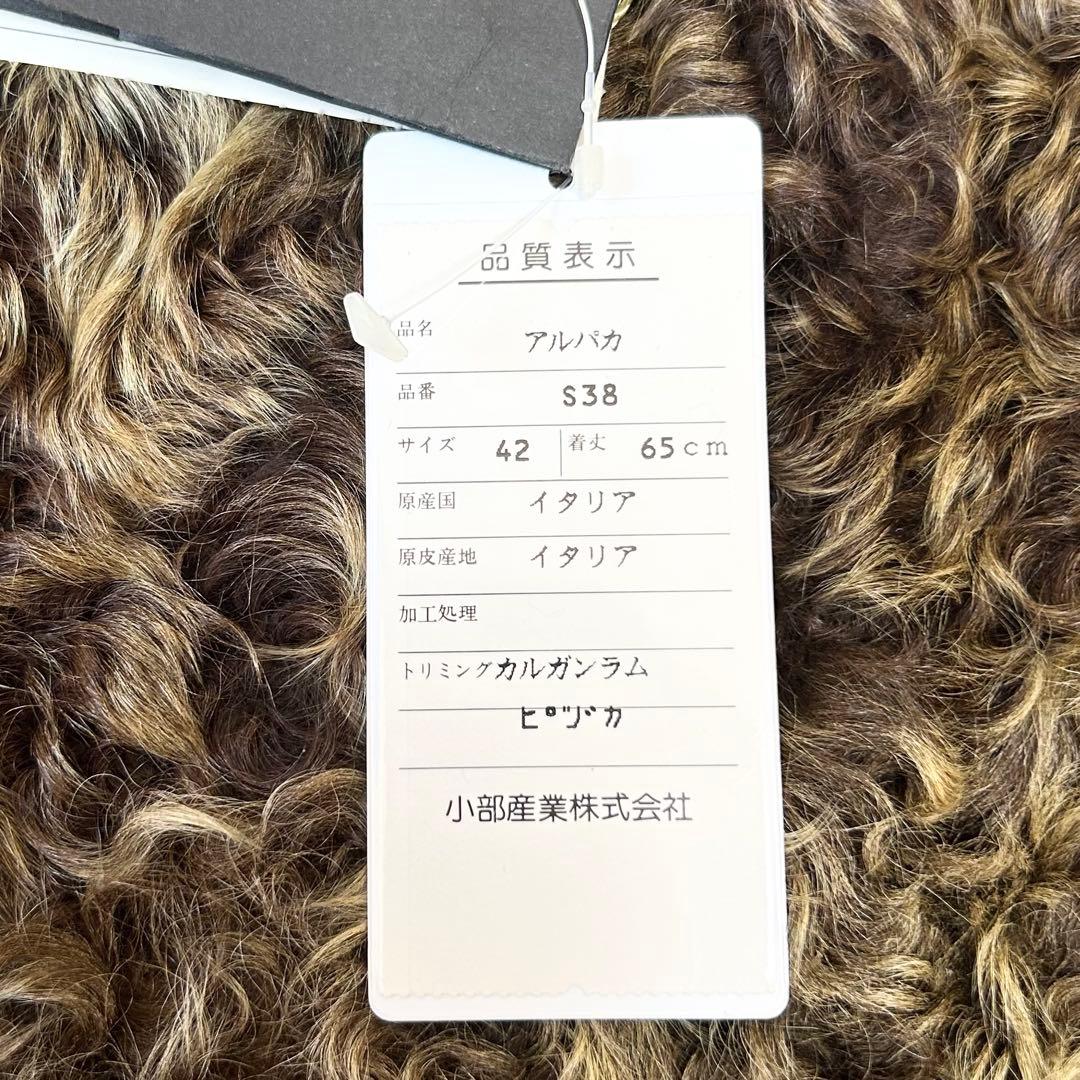 品質表示
品名 アルパカ
品番 S38
サイズ 42 着丈 65cm
原産国 イタリア
原皮産地 イタリア
加工処理
トリミング カルガンラム
小部産業株式会社